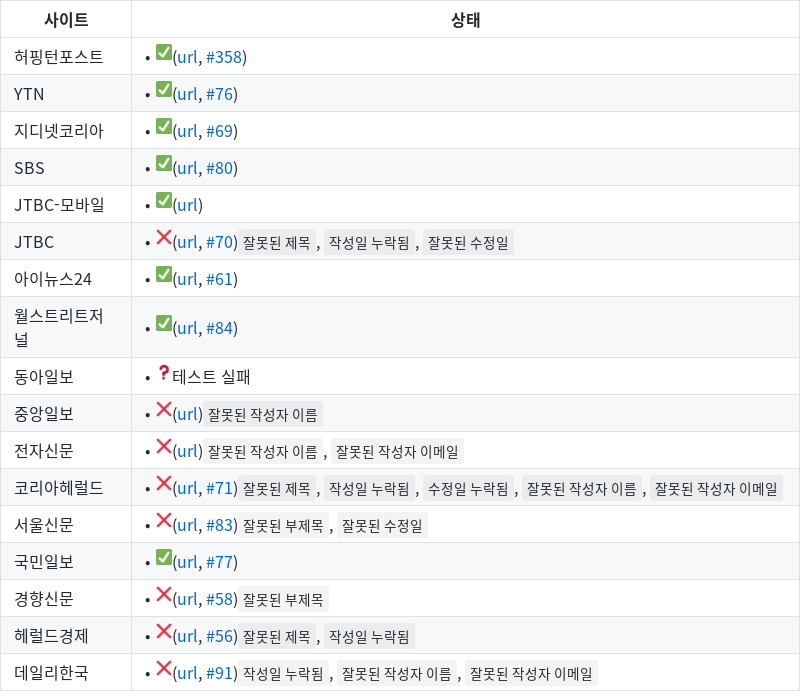 사이트 상태
허핑턴포스트 • ✅(url, #358)
YTN • ✅(url, #76)
지디넷코리아 • ✅(url, #69)
SBS • ✅(url, #80)
JTBC-모바일 • ✅(url)
JTBC • ❌(url, #70) 잘못된 제목 , 작성일 누락됨 , 잘못된 수정일
아이뉴스24 • ✅(url, #61)
월스트리트저
널 • ✅(url, #84)
동아일보 • ❓테스트 실패
중앙일보 • ❌(url) 잘못된 작성자 이름
전자신문 • ❌(url) 잘못된 작성자 이름 , 잘못된 작성자 이메일
코리아헤럴드 • ❌(url, #71) 잘못된 제목 , 작성일 누락됨 , 수정일 누락됨 , 잘못된 작성자 이름 , 잘못된 작성자 이메일
서울신문 • ❌(url, #83) 잘못된 부제목 , 잘못된 수정일
국민일보 • ✅(url, #77)
경향신문 • ❌(url, #58) 잘못된 부제목
헤럴드경제 • ❌(url, #56) 잘못된 제목 , 작성일 누락됨
데일리한국 • ❌(url, #91) 작성일 누락됨 , 잘못된 작성자 이름 , 잘못된 작성자 이메일